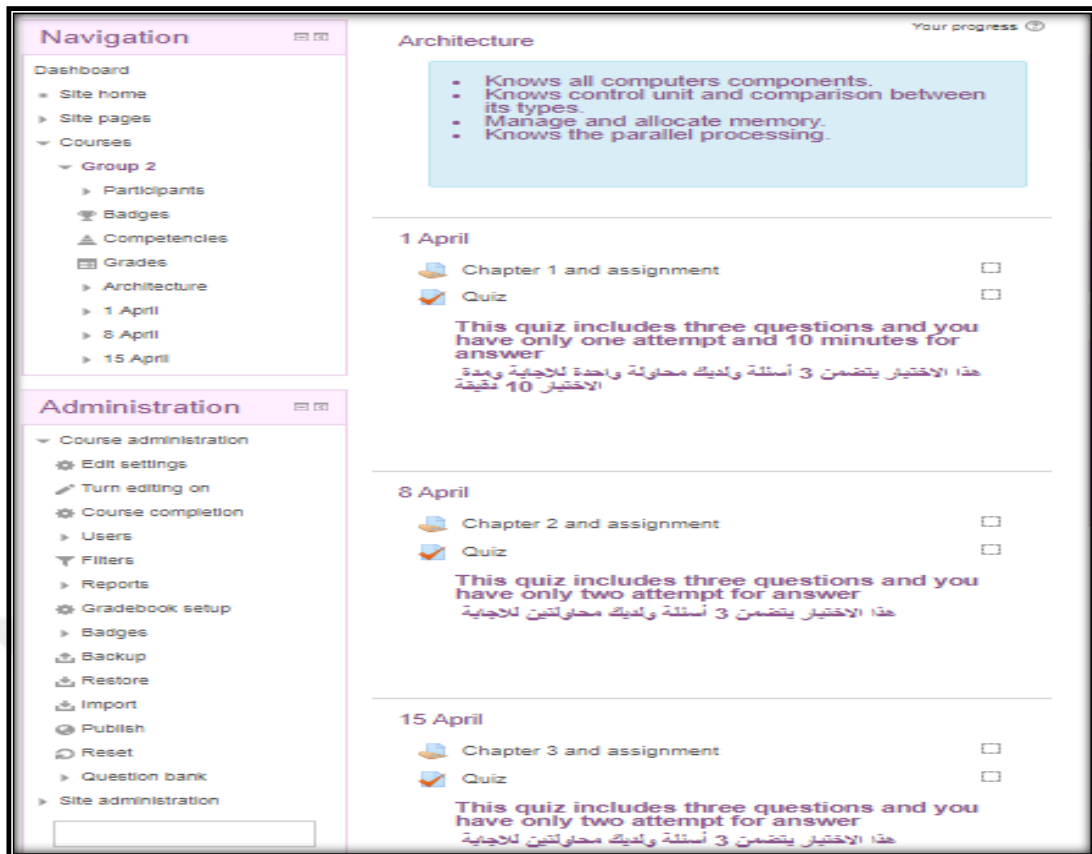 Navigation
Dashboard
Site home
Site pages
Courses
Group 2
Participants
Badges
Competencies
Grades
Architecture
1 April
8 April
15 April
Administration
Course administration
Edit settings
Turn editing on
Course completion
Users
Filters
Reports
Gradebook setup
Badges
Backup
Restore
Import
Publish
Reset
Question bank
Site administration
Your progress
Architecture
Knows all computers components.
Knows control unit and comparison between
its types.
Manage and allocate memory.
Knows the parallel processing.
1 April
Chapter 1 and assignment
Quiz
This quiz includes three questions and you
have only one attempt and 10 minutes for
answer
هذا الاختبار يتضمن 3 أسئلة ولديك محاولة واحدة للاجابة ومدة
الاختبار 10 دقيقة
8 April
Chapter 2 and assignment
Quiz
This quiz includes three questions and you
have only two attempt for answer
هذا الاختبار يتضمن 3 أسئلة ولديك محاولتين للاجابة
15 April
Chapter 3 and assignment
Quiz
This quiz includes three questions and you
have only two attempt for answer
هذا الاختبار يتضمن 3 أسئلة ولديك محاولتين للاجابة